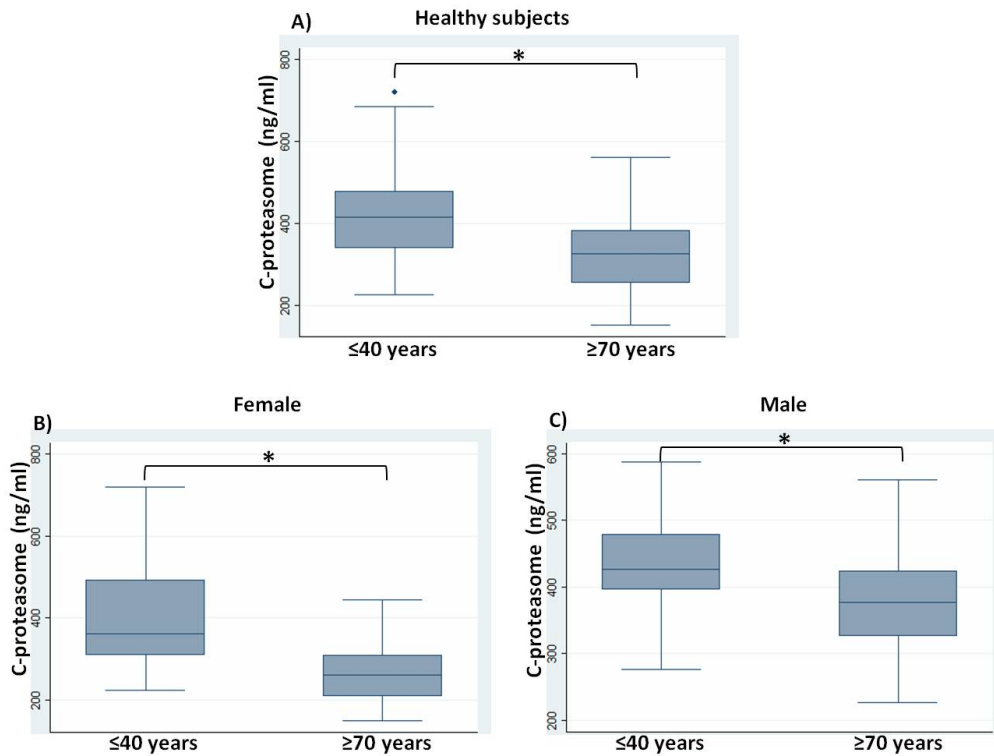 A)
Healthy subjects
*
C-proteasome (ng/ml)
800
600
400
200
≤40 years ≥70 years
B)
Female
*
C-proteasome (ng/ml)
800
600
400
200
≤40 years ≥70 years
C)
Male
*
C-proteasome (ng/ml)
600
500
400
300
200
≤40 years ≥70 years